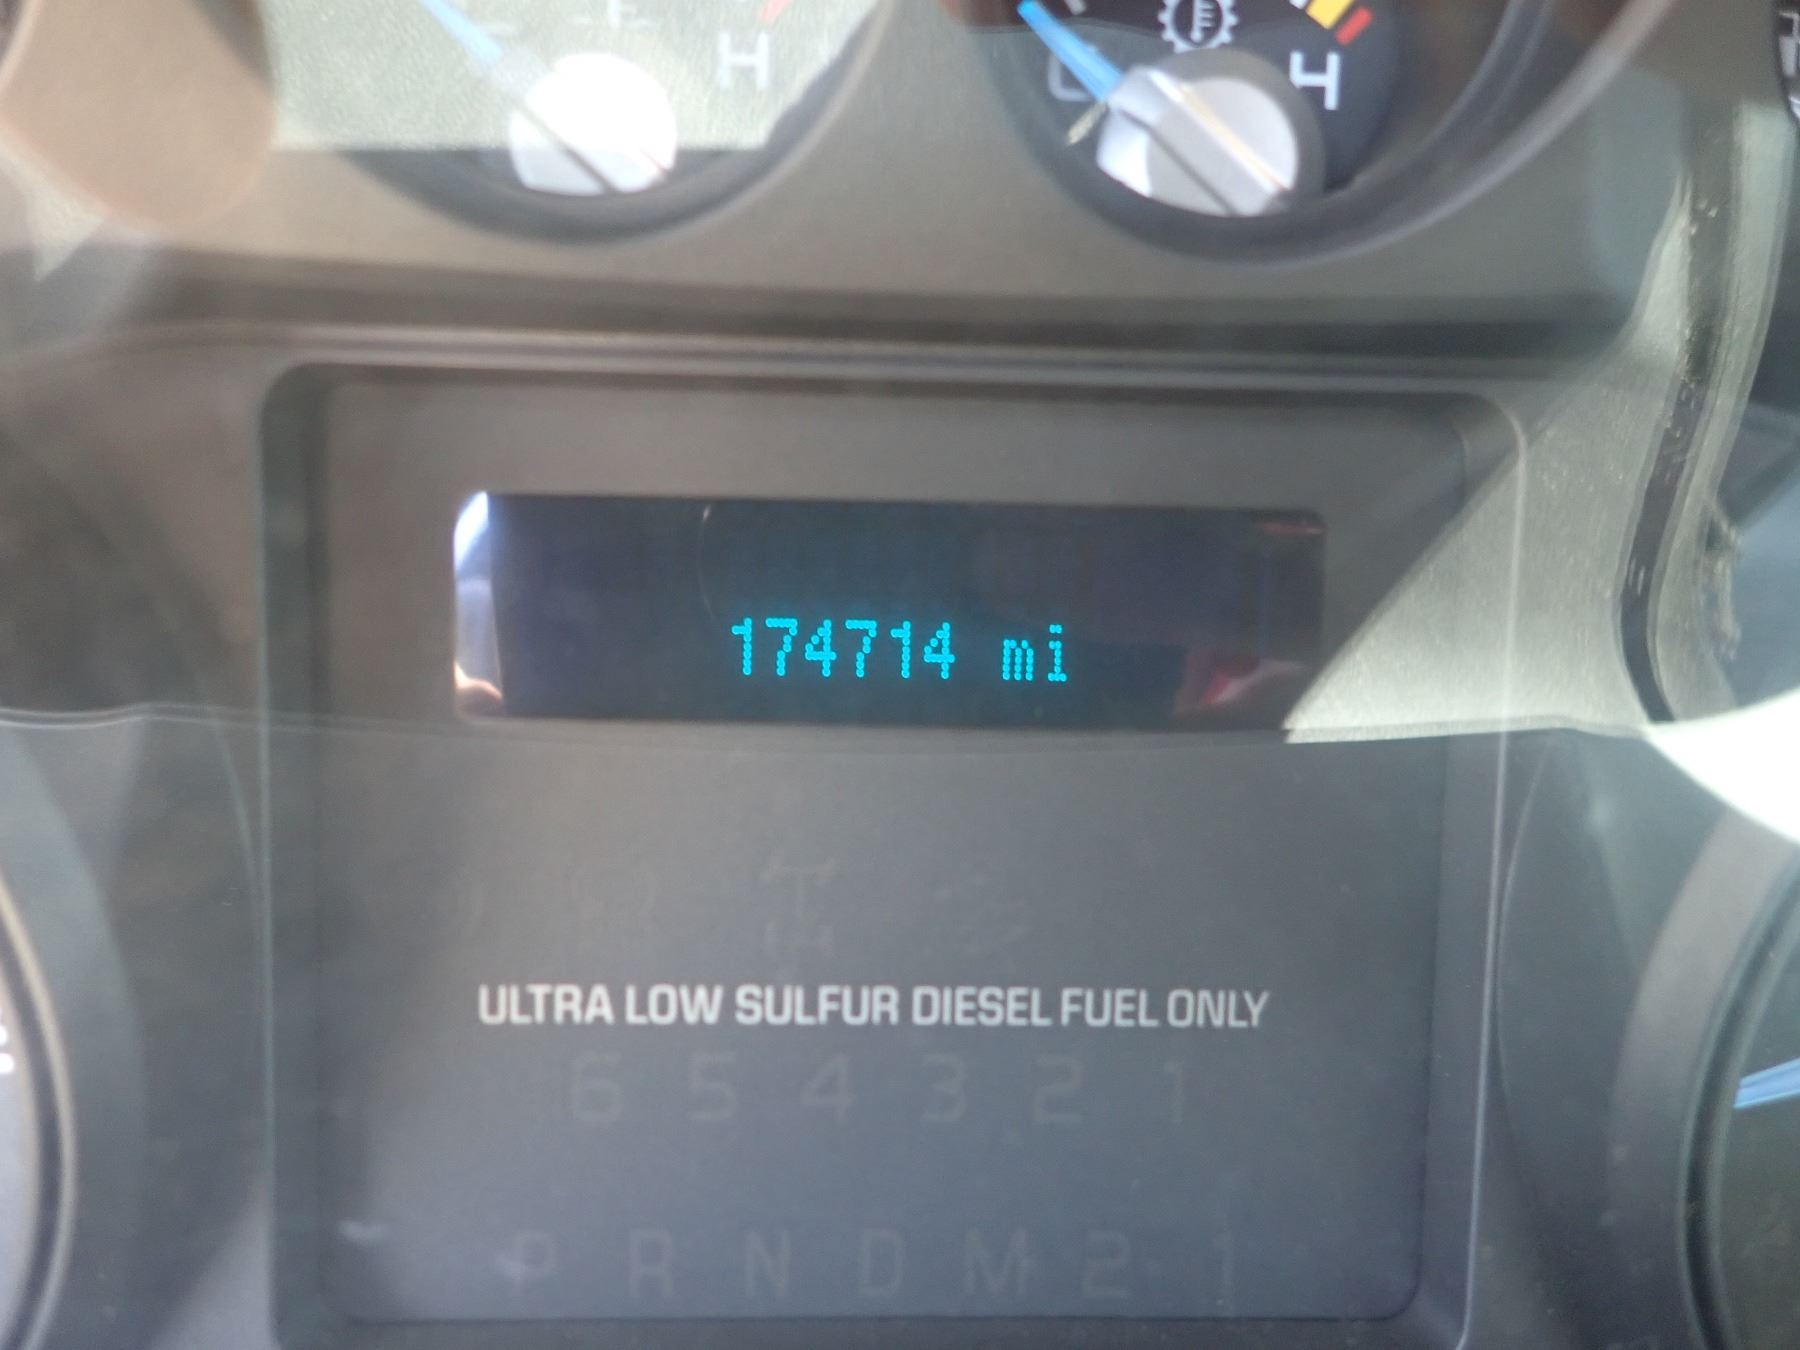 H
H
174714 mi
ULTRA LOW SULFUR DIESEL FUEL ONLY
6 5 4 3 2 1
P R N D M 2 1